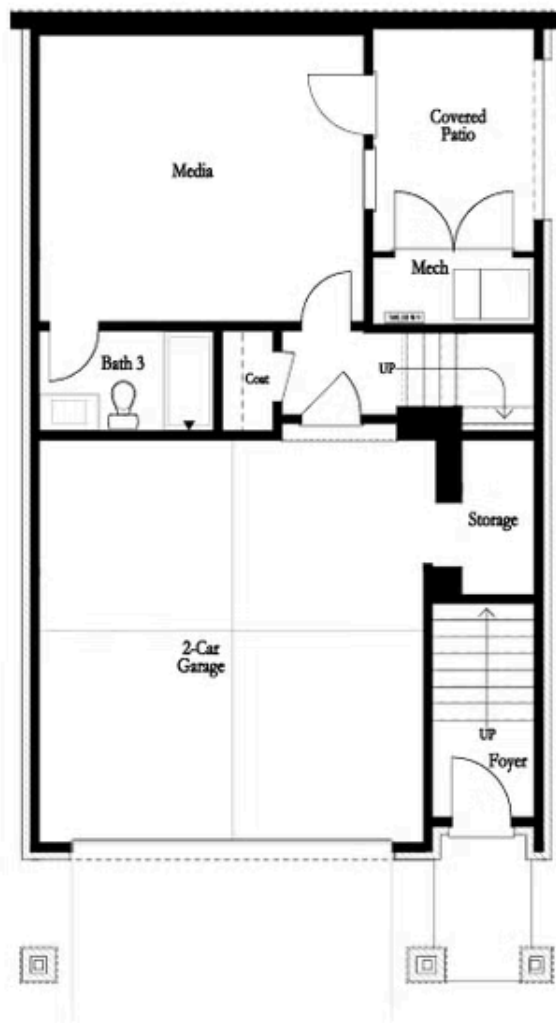 Covered
Patio
Media
Mech
Bath 3
Coat
UP
Storage
2-Car
Garage
UP
Foyer